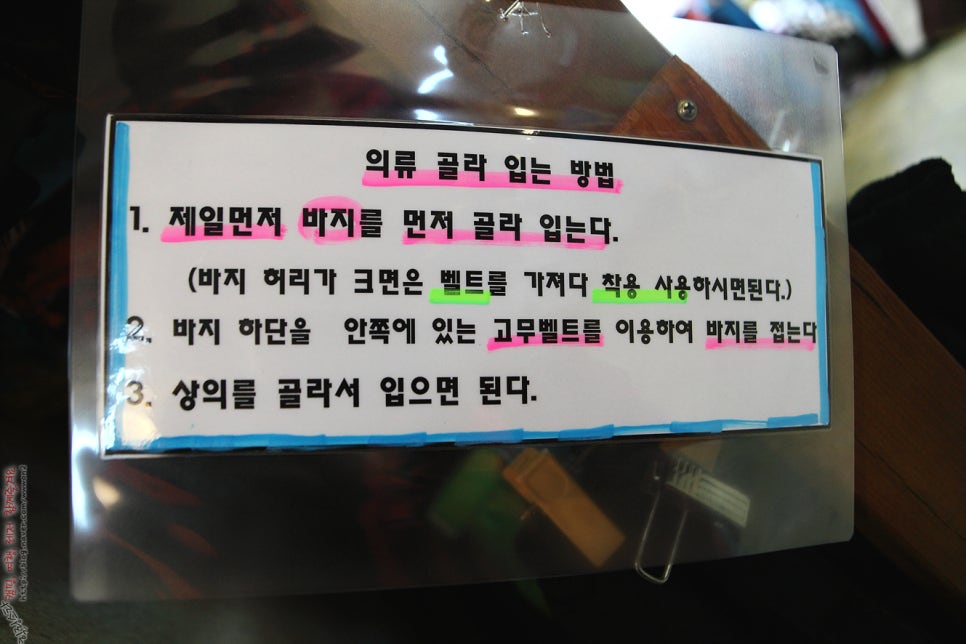 의류 골라 입는 방법
1. 제일먼저 바지를 먼저 골라 입는다.
(바지 허리가 크면은 벨트를 가져다 착용 사용하시면된다.)
2. 바지 하단을 안쪽에 있는 고무벨트를 이용하여 바지를 접는다
3. 상의를 골라서 입으면 된다.